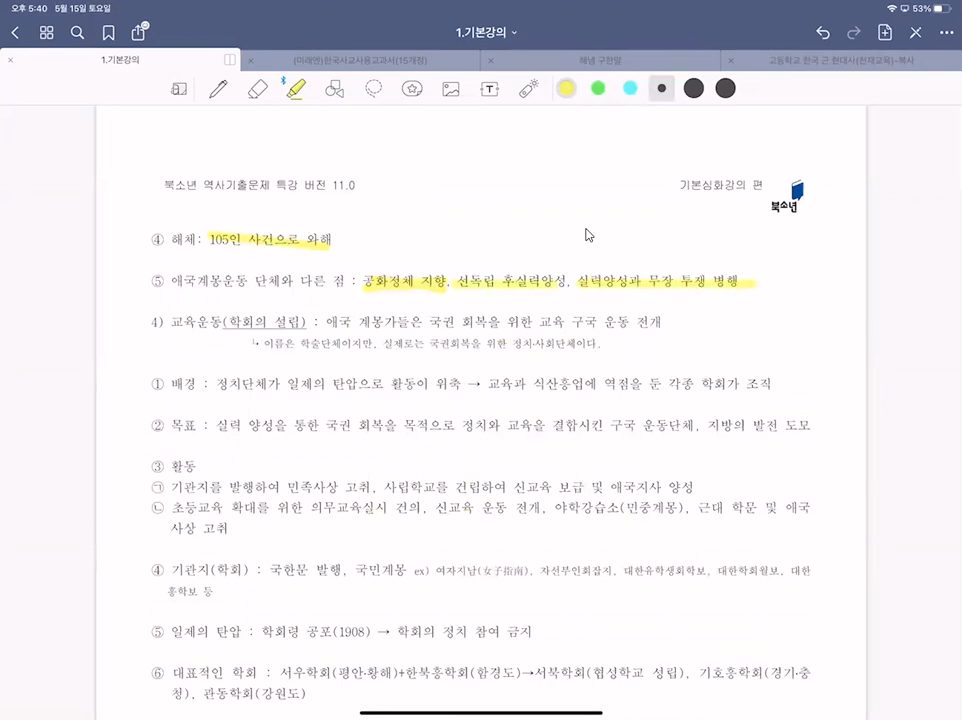 오후 5:40 5월 15일 토요일
53%
1.기본강의
1.기본강의
(미래엔)한국사교사용교과서(15개정)
해냄 구한말
고등학교 한국 근 현대사(천재교육)-복사
북소년 역사기출문제 특강 버전 11.0
기본심화강의 편
북소년
④ 해체: 105인 사건으로 와해
⑤ 애국계몽운동 단체와 다른 점 : 공화정체 지향, 선독립 후실력양성, 실력양성과 무장 투쟁 병행
4) 교육운동(학회의 설립) : 애국 계몽가들은 국권 회복을 위한 교육 구국 운동 전개
┗ 이름은 학술단체이지만, 실제로는 국권회복을 위한 정치·사회단체이다.
① 배경 : 정치단체가 일제의 탄압으로 활동이 위축 → 교육과 식산흥업에 역점을 둔 각종 학회가 조직
② 목표 : 실력 양성을 통한 국권 회복을 목적으로 정치와 교육을 결합시킨 구국 운동단체, 지방의 발전 도모
③ 활동
㉠ 기관지를 발행하여 민족사상 고취, 사립학교를 건립하여 신교육 보급 및 애국지사 양성
㉡ 초등교육 확대를 위한 의무교육실시 건의, 신교육 운동 전개, 야학강습소(민중계몽), 근대 학문 및 애국
사상 고취
④ 기관지(학회) : 국한문 발행, 국민계몽 ex) 여자지남(女子指南), 자선부인회잡지, 대한유학생회학보, 대한학회월보, 대한
흥학보 등
⑤ 일제의 탄압 : 학회령 공포(1908) → 학회의 정치 참여 금지
⑥ 대표적인 학회 : 서우학회(평안·황해)+한북흥학회(함경도)→서북학회(협성학교 설립), 기호흥학회(경기·충
청), 관동학회(강원도)